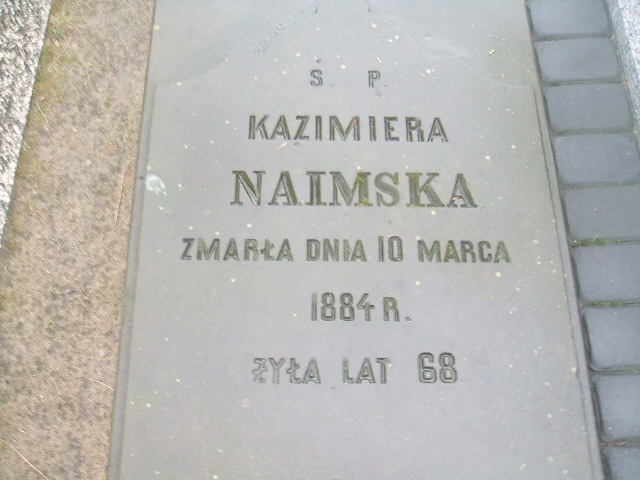 S. P.
KAZIMIERA
NAIMSKA
ZMARŁA DNIA 10 MARCA
1884 R.
ŻYŁA LAT 68